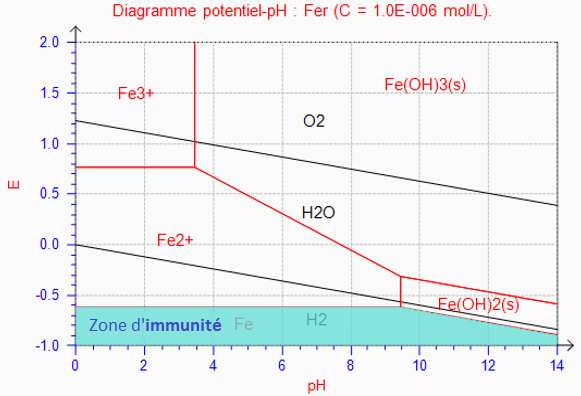 Diagramme potentiel-pH : Fer (C = 1.0E-006 mol/L).
2.0
Fe3+
Fe(OH)3(s)
1.5
O2
1.0
E
0.5
H2O
Fe2+
0.0
-0.5
Fe(OH)2(s)
Zone d'immunité Fe H2
-1.0
0 2 4 6 8 10 12 14
pH